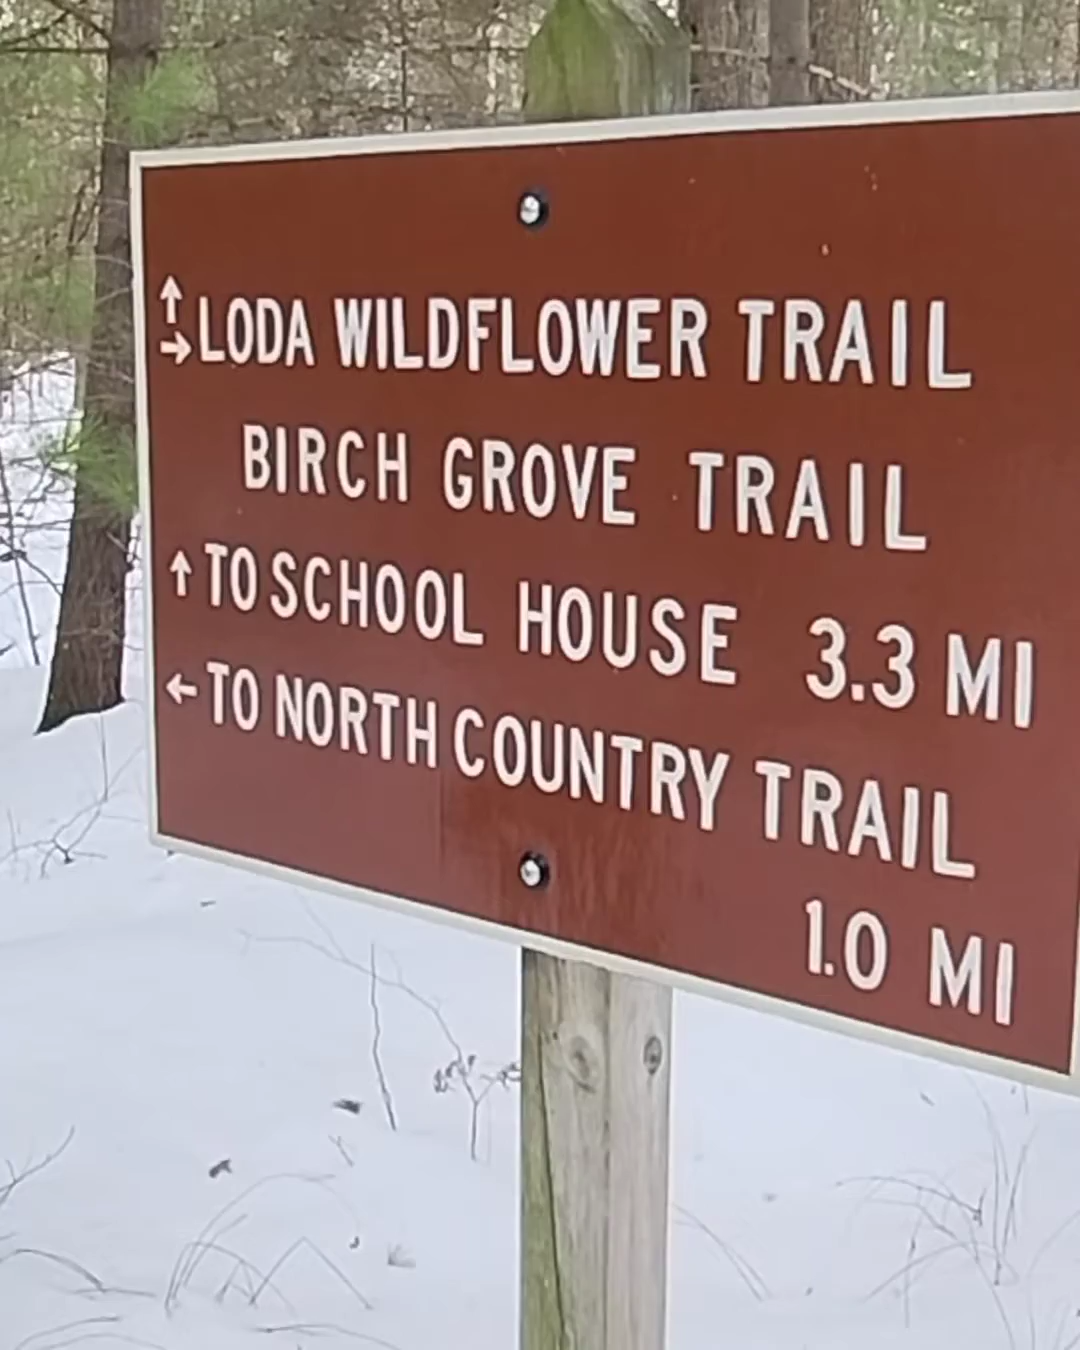 ↑
→ LODA WILDFLOWER TRAIL
BIRCH GROVE TRAIL
↑ TO SCHOOL HOUSE 3.3 MI
← TO NORTH COUNTRY TRAIL
1.0 MI